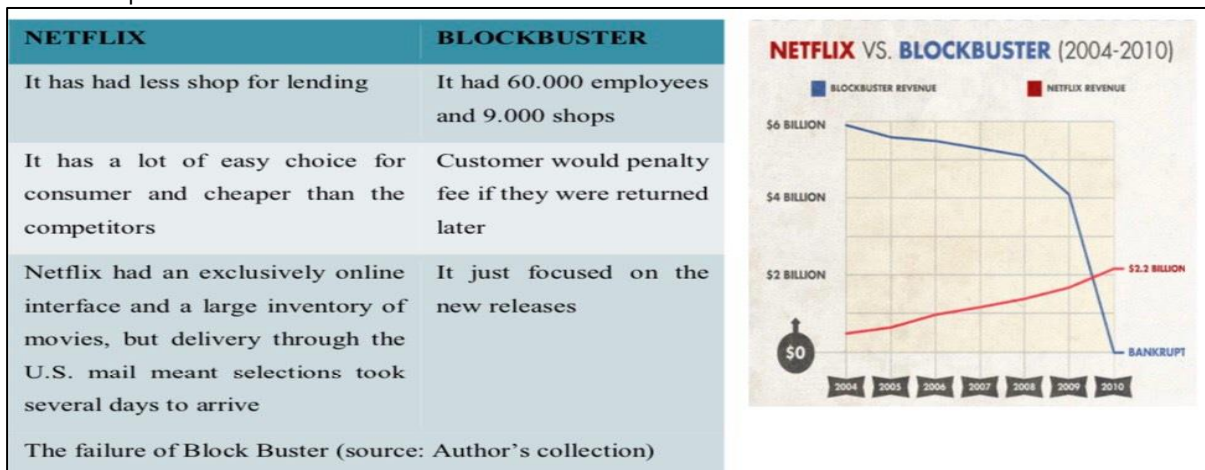 NETFLIX
BLOCKBUSTER
It has had less shop for lending
It had 60.000 employees
and 9.000 shops
It has a lot of easy choice for
consumer and cheaper than the
competitors
Customer would penalty
fee if they were returned
later
Netflix had an exclusively online
interface and a large inventory of
movies, but delivery through the
U.S. mail meant selections took
several days to arrive
It just focused on the
new releases
The failure of Block Buster (source: Author's collection)
NETFLIX VS. BLOCKBUSTER (2004-2010)
BLOCKBUSTER REVENUE
NETFLIX REVENUE
$6 BILLION
$4 BILLION
$2 BILLION
$0
$2.2 BILLION
BANKRUPT
2004 2005 2006 2007 2008 2009 2010